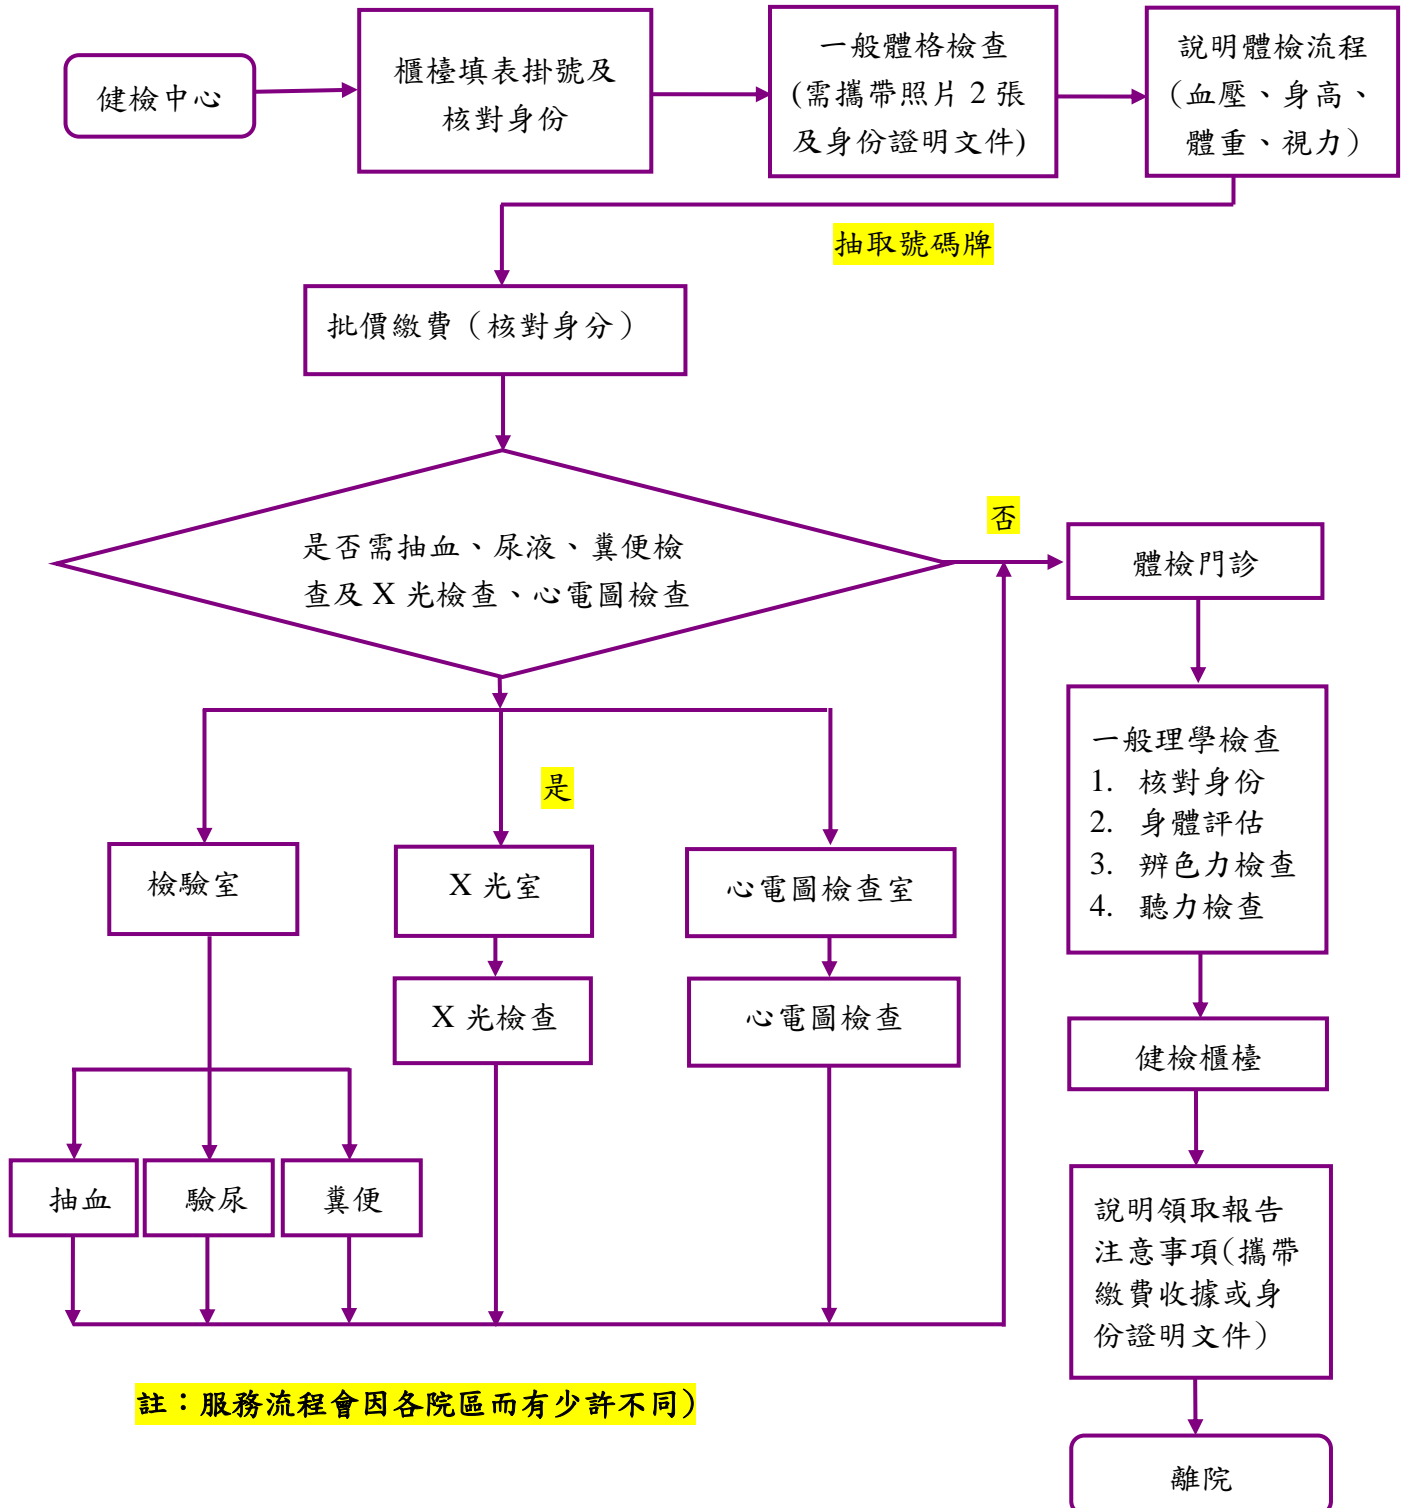 健檢中心
櫃檯填表掛號及
核對身份
一般體格檢查
(需攜帶照片 2 張
及身份證明文件)
說明體檢流程
（血壓、身高、
體重、視力）
抽取號碼牌
批價繳費（核對身分）
是否需抽血、尿液、糞便檢
查及 X 光檢查、心電圖檢查
否
體檢門診
是
一般理學檢查
1. 核對身份
2. 身體評估
3. 辨色力檢查
4. 聽力檢查
檢驗室
X 光室
心電圖檢查室
X 光檢查
心電圖檢查
健檢櫃檯
抽血
驗尿
糞便
說明領取報告
注意事項(攜帶
繳費收據或身
份證明文件)
註：服務流程會因各院區而有少許不同)
離院